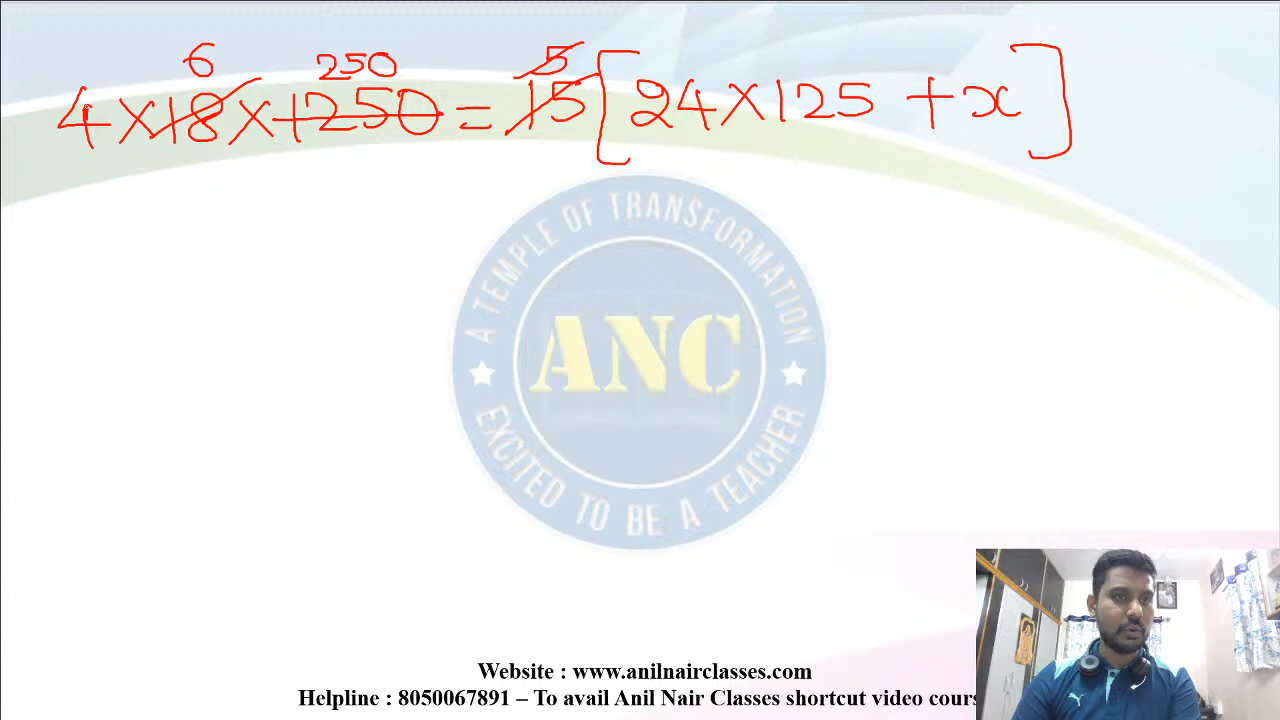 6 250 5
4×18×1250 = 15[24×125 + x]
A TEMPLE OF TRANSFORMATION
ANC
EXCITED TO BE A TEACHER
Website : www.anilnairclasses.com
Helpline : 8050067891 – To avail Anil Nair Classes shortcut video cours